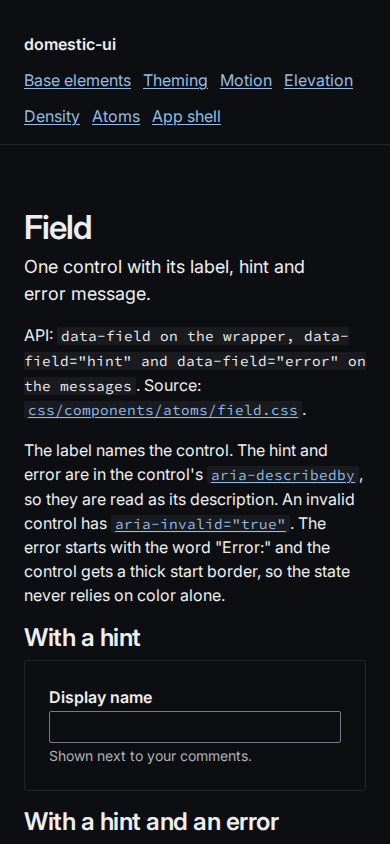 domestic-ui
Base elements Theming Motion Elevation
Density Atoms App shell
Field
One control with its label, hint and
error message.
API: data-field on the wrapper, data-
field="hint" and data-field="error" on
the messages. Source:
css/components/atoms/field.css.
The label names the control. The hint and
error are in the control's aria-describedby,
so they are read as its description. An invalid
control has aria-invalid="true". The
error starts with the word "Error:" and the
control gets a thick start border, so the state
never relies on color alone.
With a hint
Display name
Shown next to your comments.
With a hint and an error